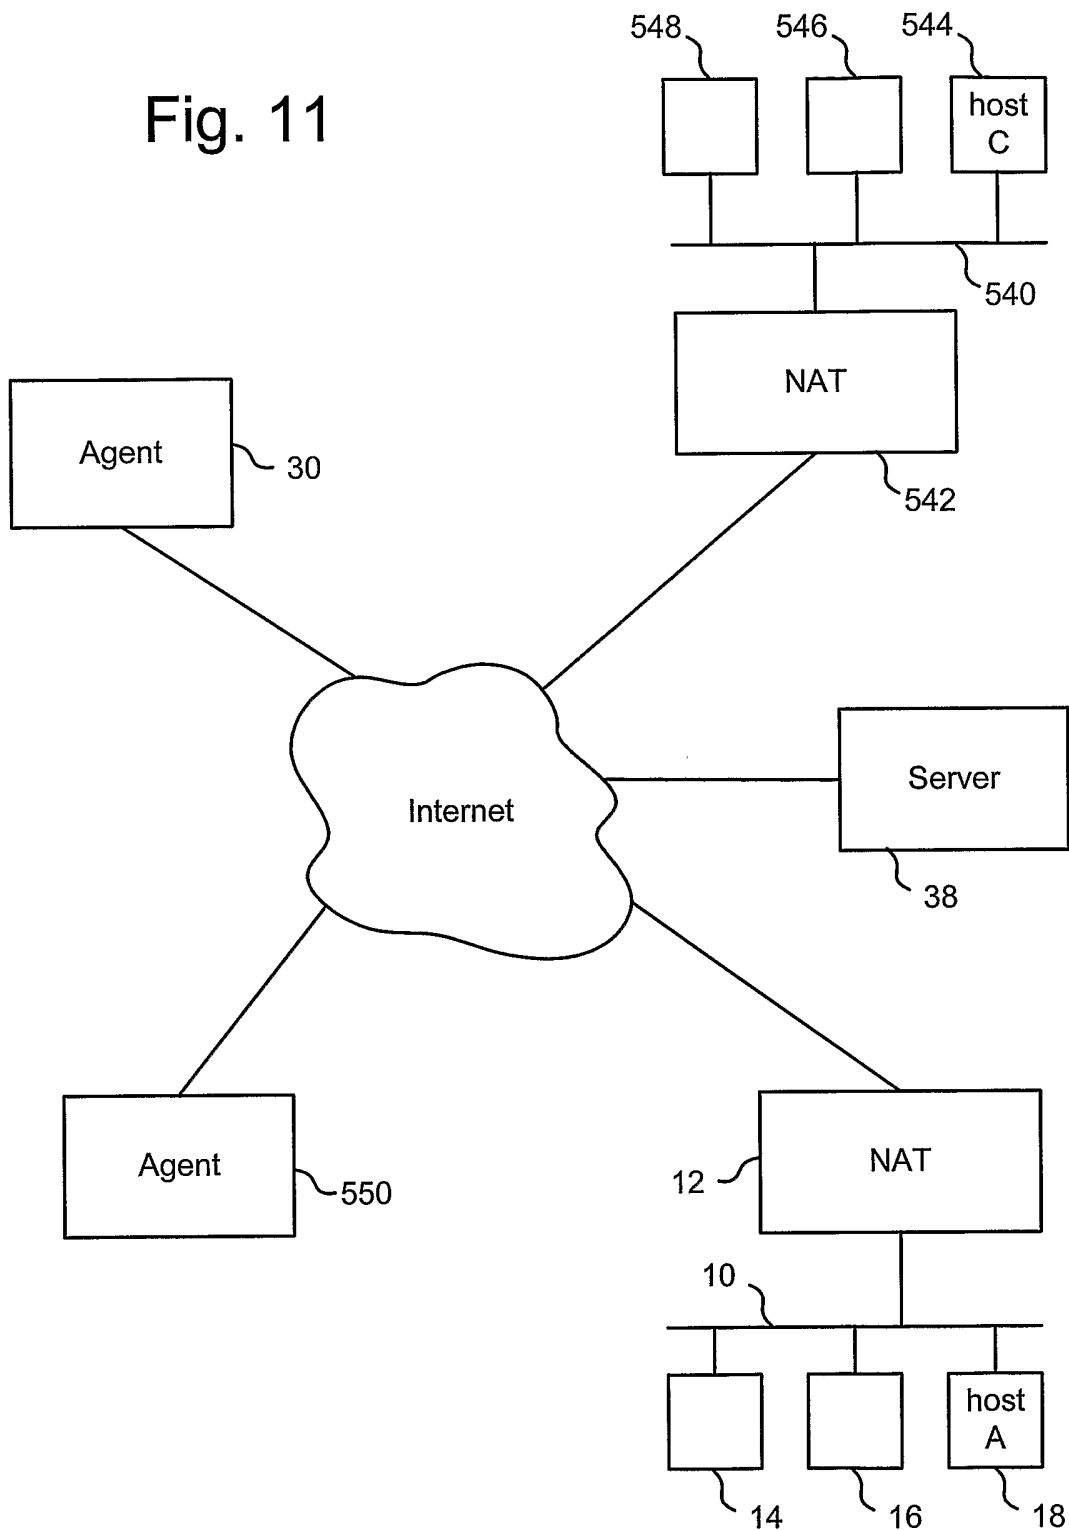 548
546
544
Fig. 11
host
C
540
NAT
Agent
30
542
Server
Internet
38
NAT
Agent
12
550
10
host
A
14
16
18